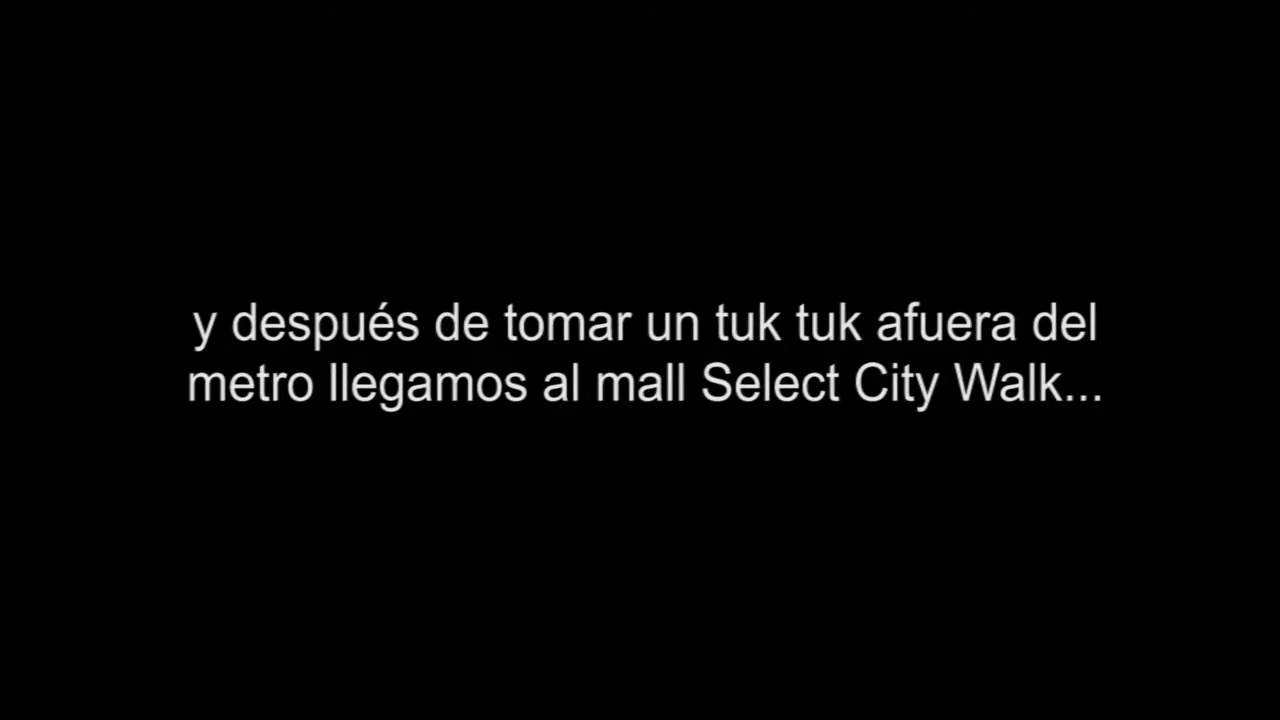 y después de tomar un tuk tuk afuera del
metro llegamos al mall Select City Walk...